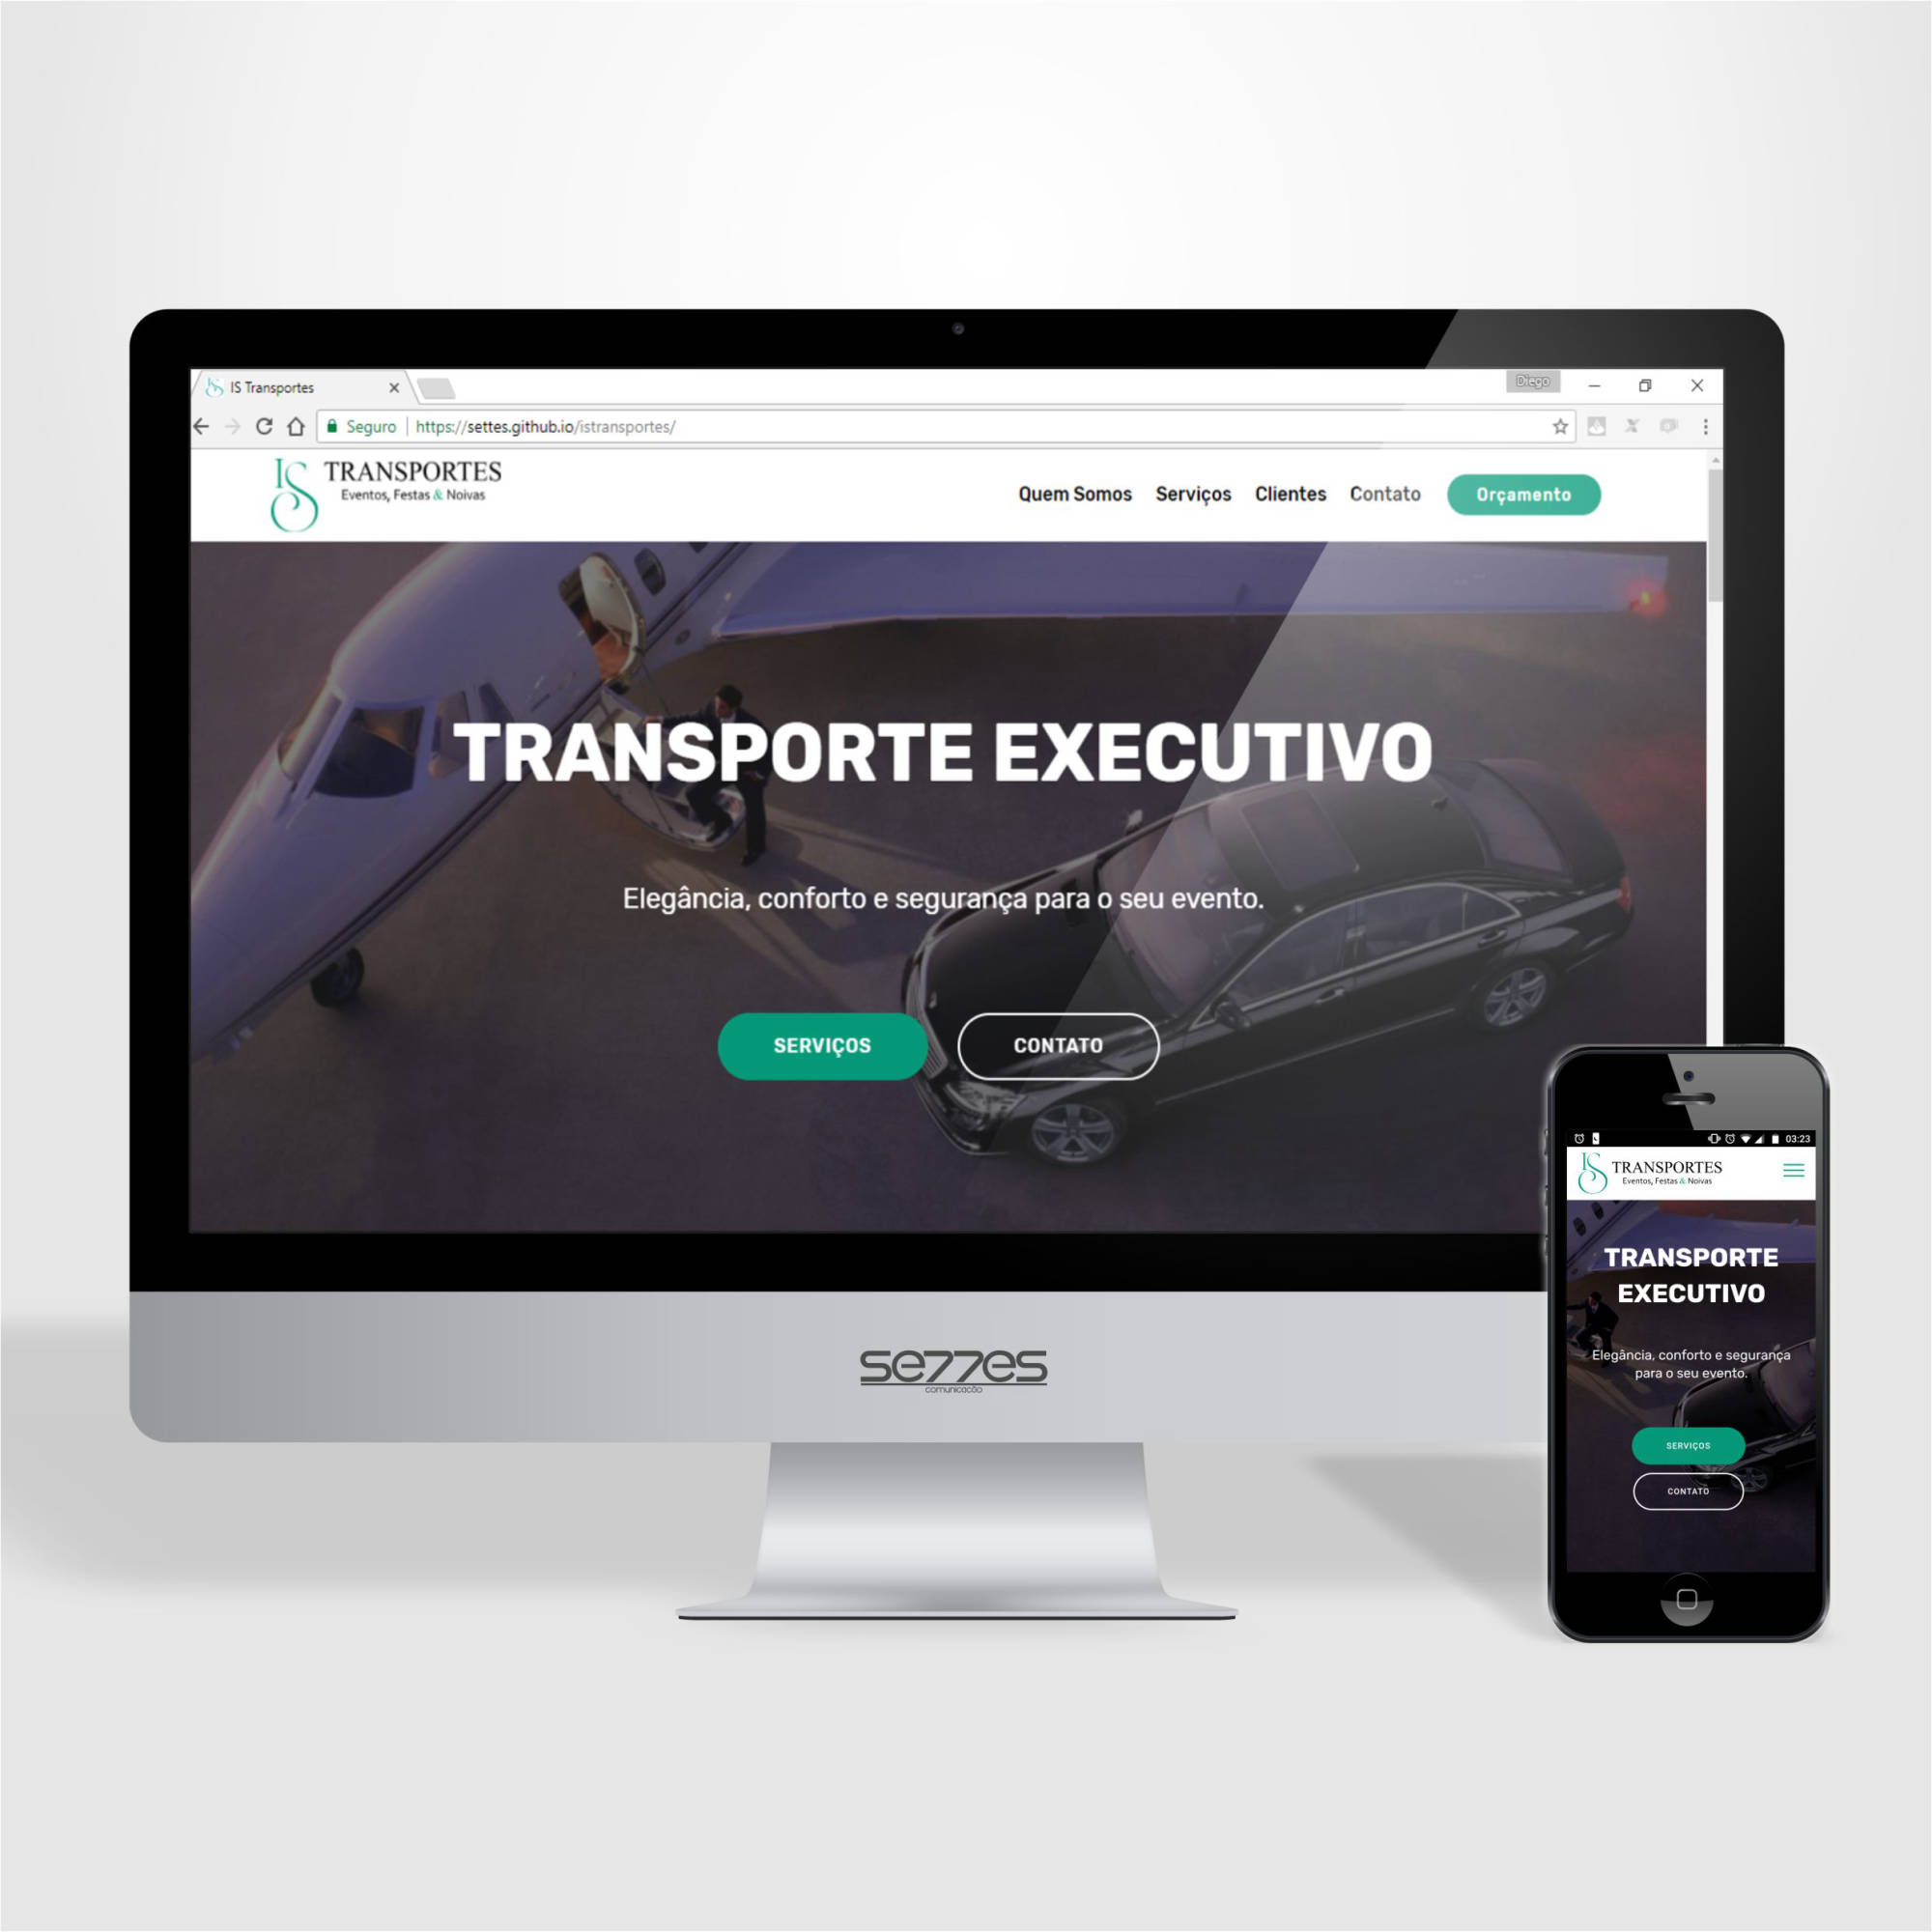 IS Transportes
Diego
Seguro
https://settes.github.io/istransportes/
IS TRANSPORTES
Eventos, Festas & Noivas
Quem Somos
Serviços
Clientes
Contato
Orçamento
TRANSPORTE EXECUTIVO
Elegância, conforto e segurança para o seu evento.
SERVIÇOS
CONTATO
settes
comunicação
03:23
IS TRANSPORTES
Eventos, Festas & Noivas
TRANSPORTE
EXECUTIVO
Elegância, conforto e segurança
para o seu evento.
SERVIÇOS
CONTATO